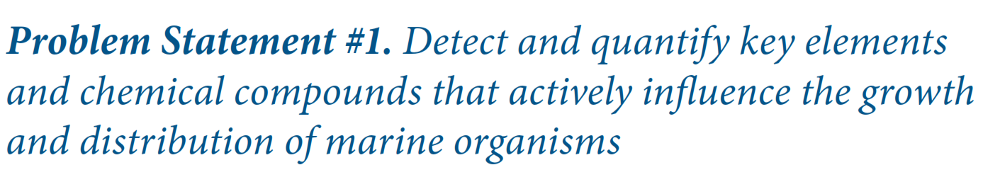 Problem Statement #1. Detect and quantify key elements
and chemical compounds that actively influence the growth
and distribution of marine organisms